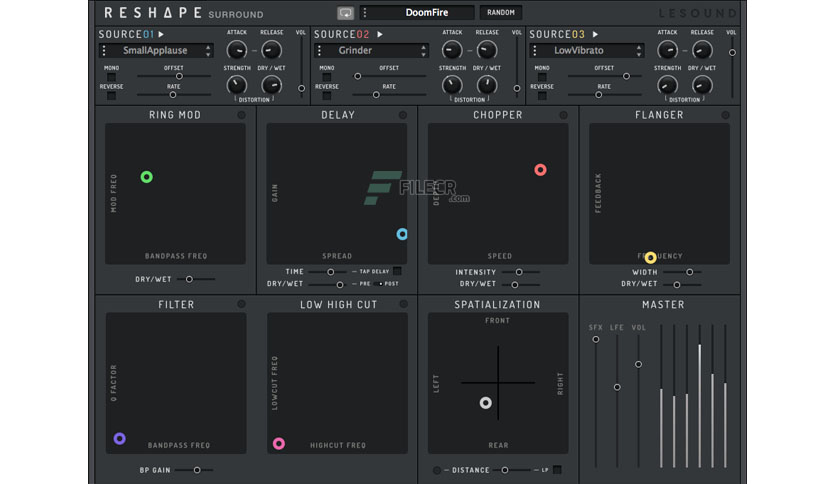 RESHAPE SURROUND
DoomFire
RANDOM
LESOUND
SOURCE01
SmallApplause
MONO
OFFSET
REVERSE
RATE
ATTACK
RELEASE
VOL
STRENGTH
DRY / WET
DISTORTION
SOURCE02
Grinder
MONO
OFFSET
REVERSE
RATE
ATTACK
RELEASE
VOL
STRENGTH
DRY / WET
DISTORTION
SOURCE03
LowVibrato
MONO
OFFSET
REVERSE
RATE
ATTACK
RELEASE
VOL
STRENGTH
DRY / WET
DISTORTION
RING MOD
MOD FREQ
BANDPASS FREQ
DRY/WET
DELAY
GAIN
SPREAD
TIME
TAP DELAY
DRY/WET
PRE
POST
FILECR
.com
CHOPPER
SPEED
INTENSITY
DRY/WET
FLANGER
FEEDBACK
WIDTH
DRY/WET
FILTER
Q FACTOR
BANDPASS FREQ
BP GAIN
LOW HIGH CUT
LOWCUT FREQ
HIGHCUT FREQ
SPATIALIZATION
FRONT
LEFT
RIGHT
REAR
DISTANCE
LP
MASTER
SFX LFE VOL